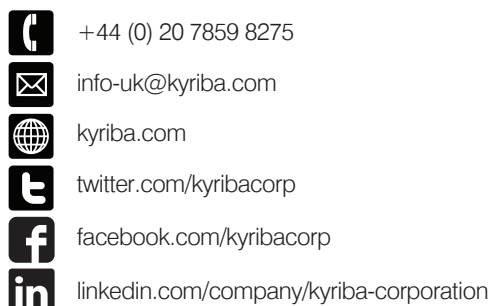 +44 (0) 20 7859 8275
info-uk@kyriba.com
kyriba.com
twitter.com/kyribacorp
facebook.com/kyribacorp
in linkedin.com/company/kyriba-corporation